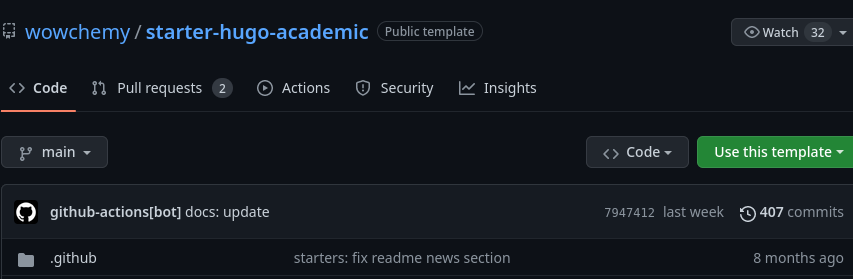 wowchemy / starter-hugo-academic Public template Watch 32
Code Pull requests 2 Actions Security Insights
main Code Use this template
github-actions[bot] docs: update 7947412 last week 407 commits
.github starters: fix readme news section 8 months ago